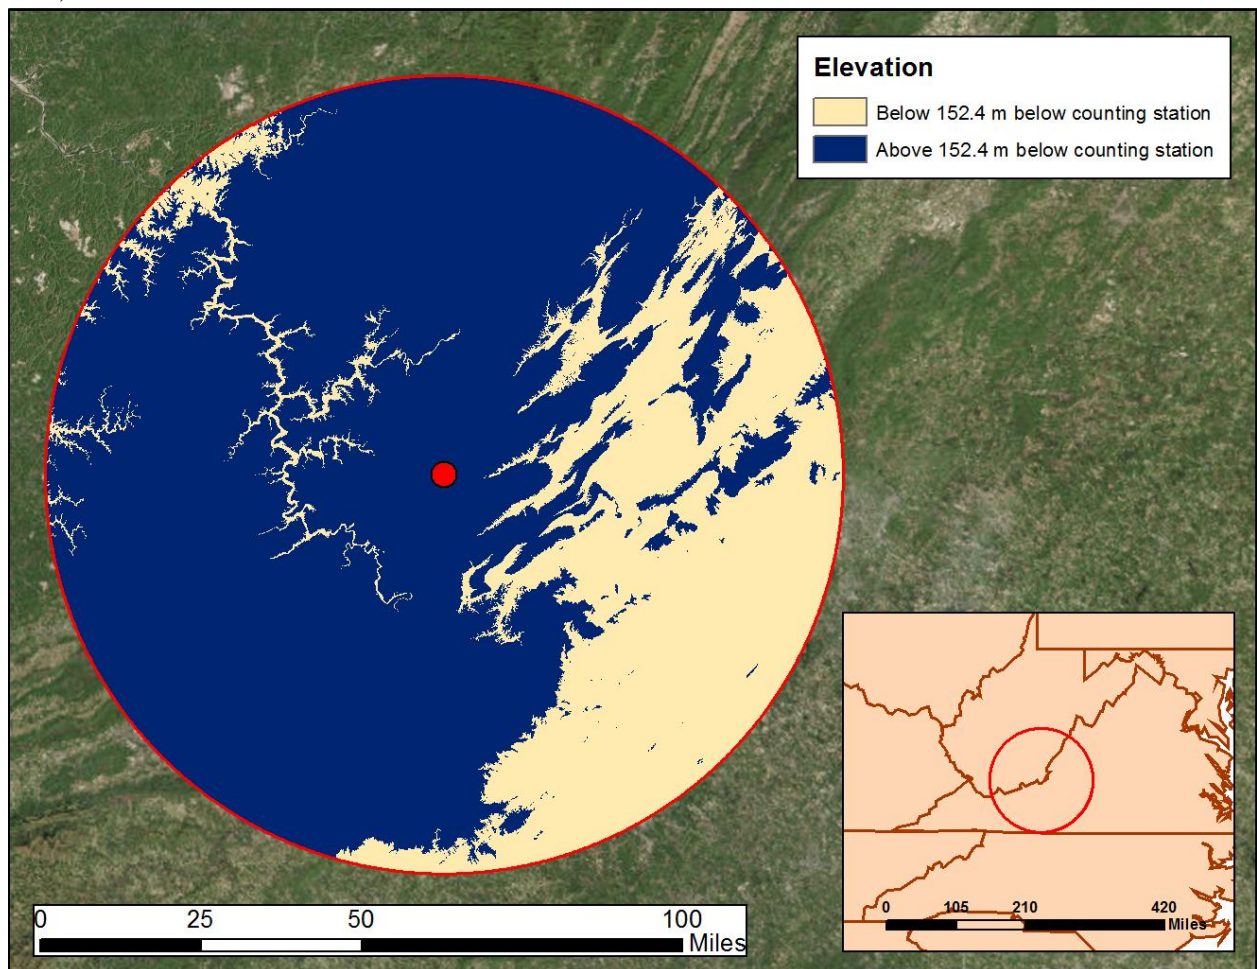 Elevation
Below 152.4 m below counting station
Above 152.4 m below counting station
0 105 210 420
Miles
0 25 50 100
Miles